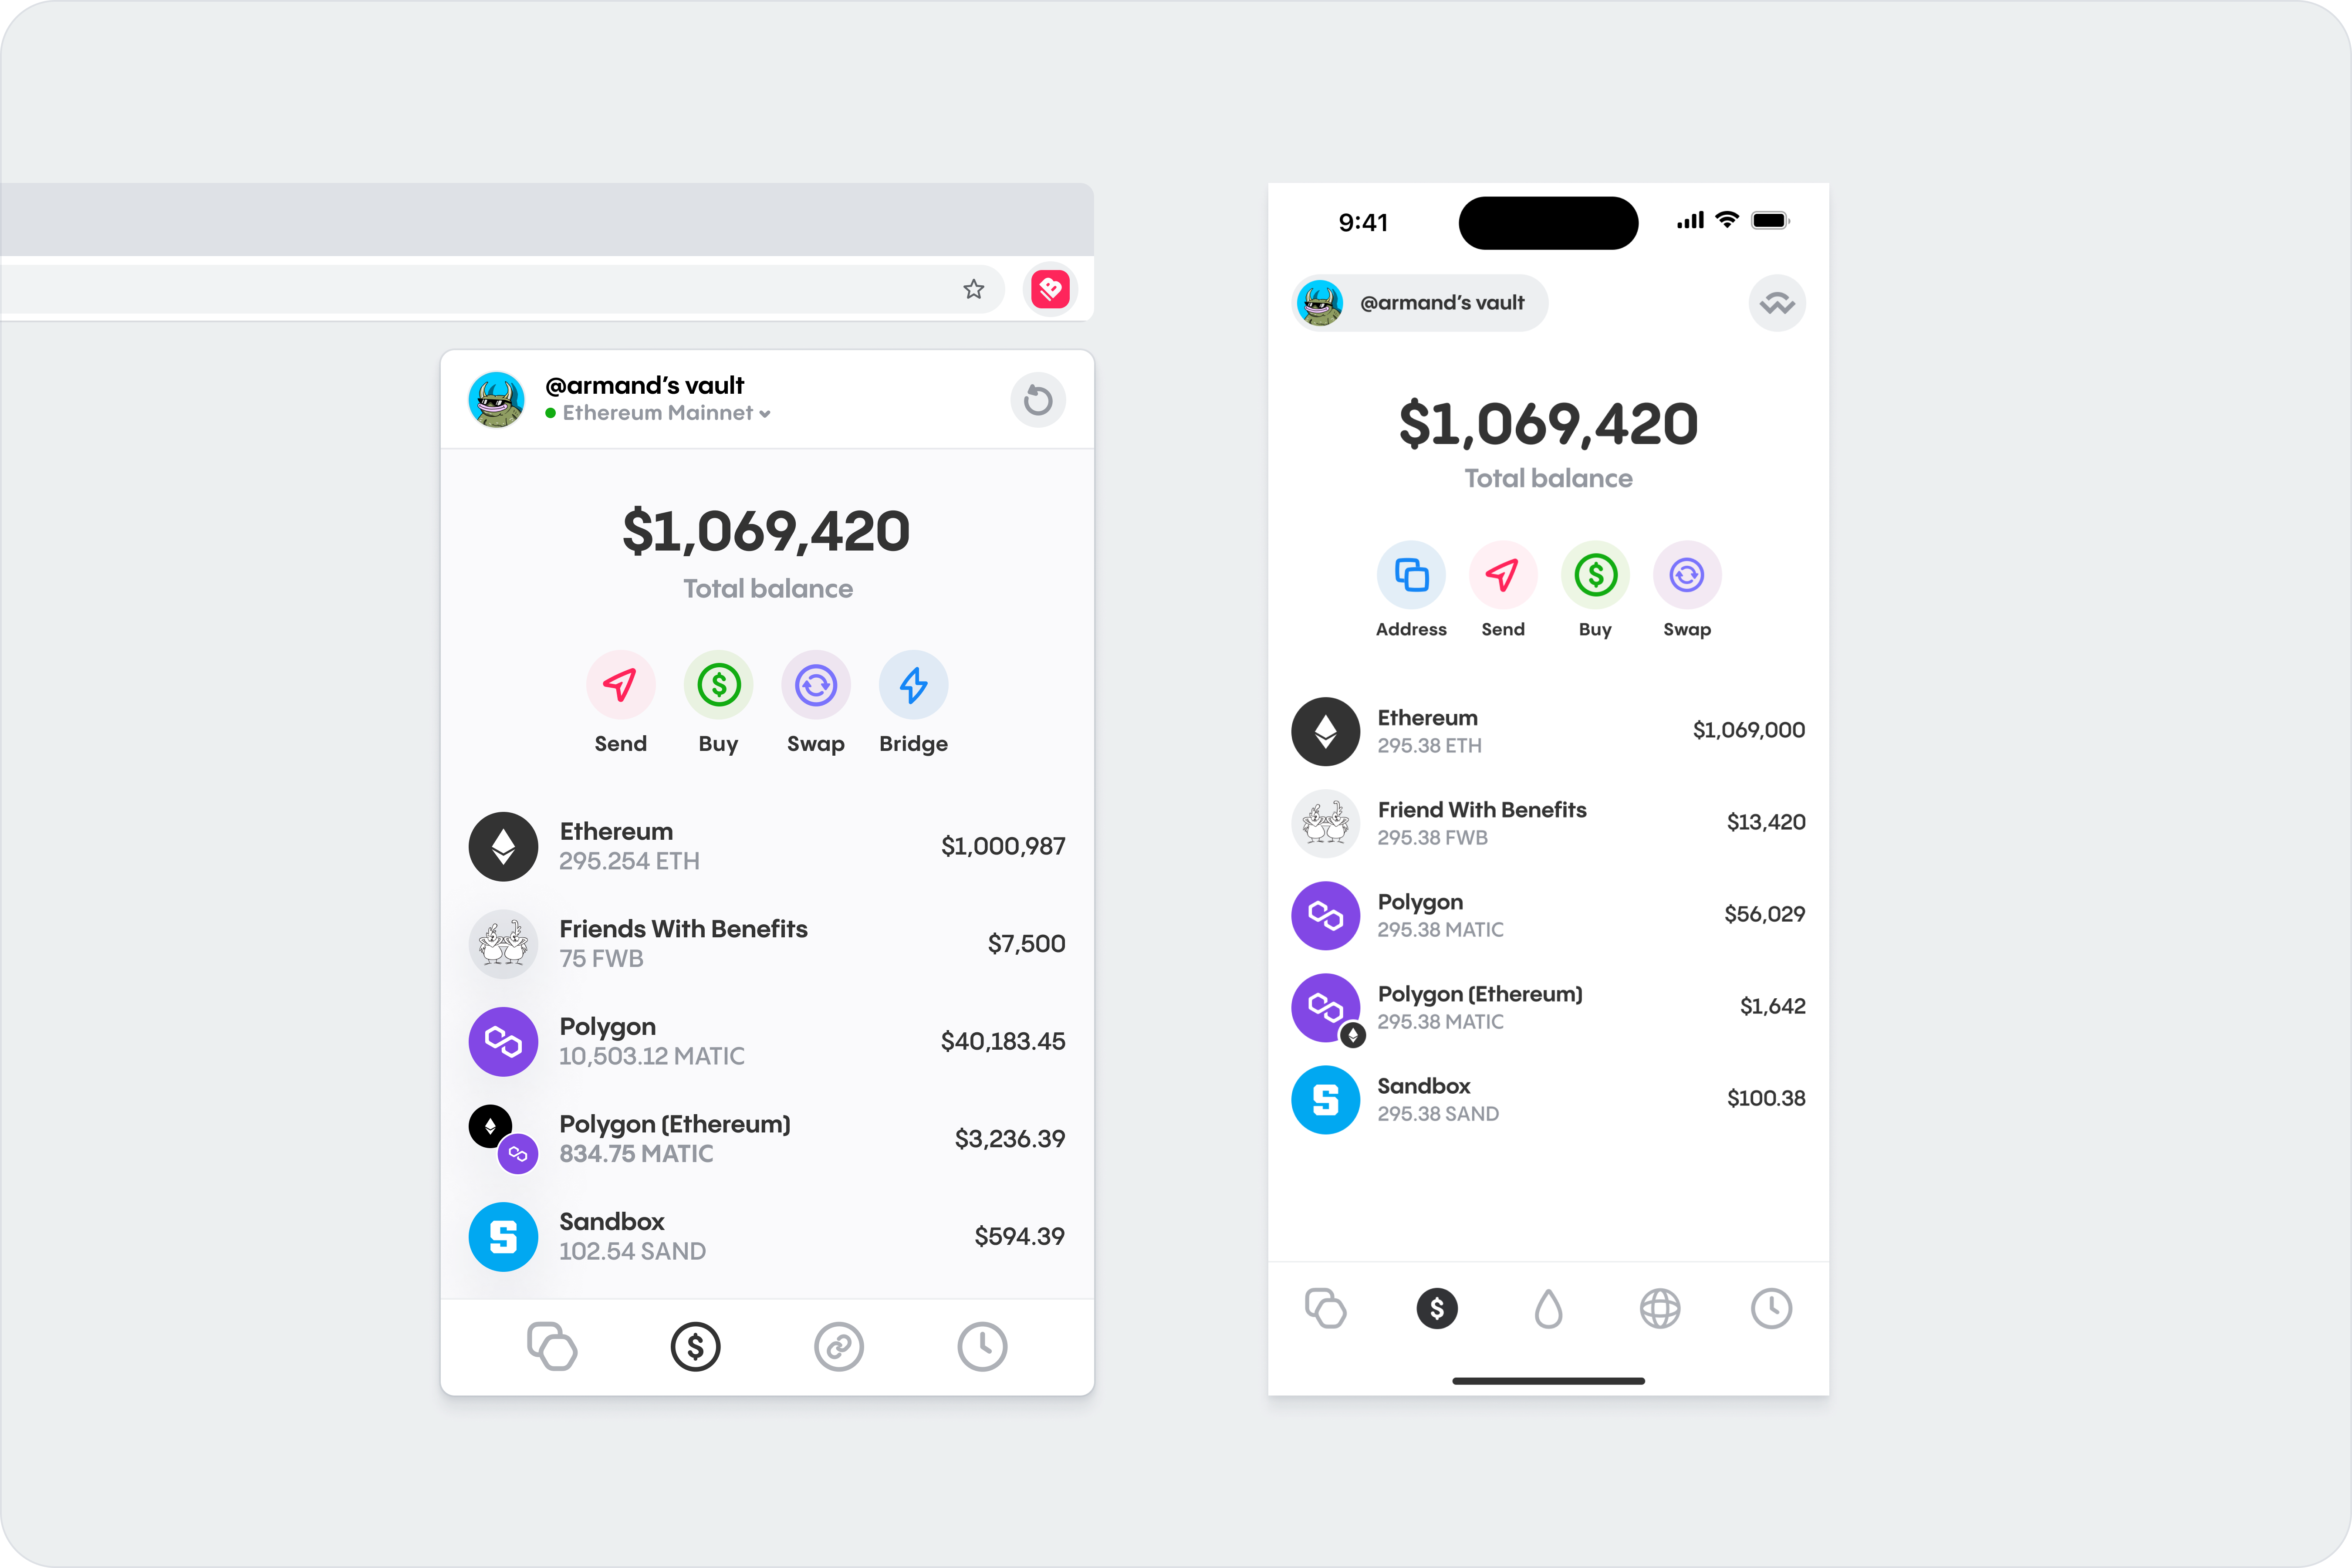 @armand’s vault
Ethereum Mainnet
$1,069,420
Total balance
Send Buy Swap Bridge
Ethereum
295.254 ETH
$1,000,987
Friends With Benefits
75 FWB
$7,500
Polygon
10,503.12 MATIC
$40,183.45
Polygon (Ethereum)
834.75 MATIC
$3,236.39
Sandbox
102.54 SAND
$594.39
9:41
@armand’s vault
$1,069,420
Total balance
Address Send Buy Swap
Ethereum
295.38 ETH
$1,069,000
Friend With Benefits
295.38 FWB
$13,420
Polygon
295.38 MATIC
$56,029
Polygon (Ethereum)
295.38 MATIC
$1,642
Sandbox
295.38 SAND
$100.38